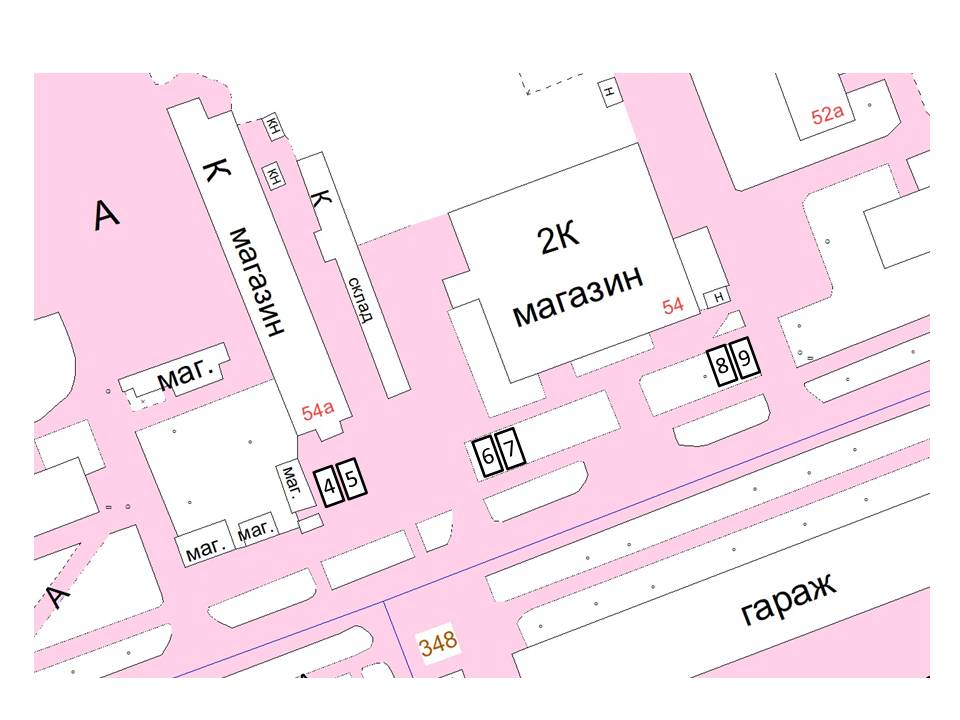 Н
52а
КН
К
КН
К
А
2К
магазин
магазин
склад
54
Н
8
9
маг.
54а
6
7
маг.
4
5
маг.
маг.
А
гараж
348